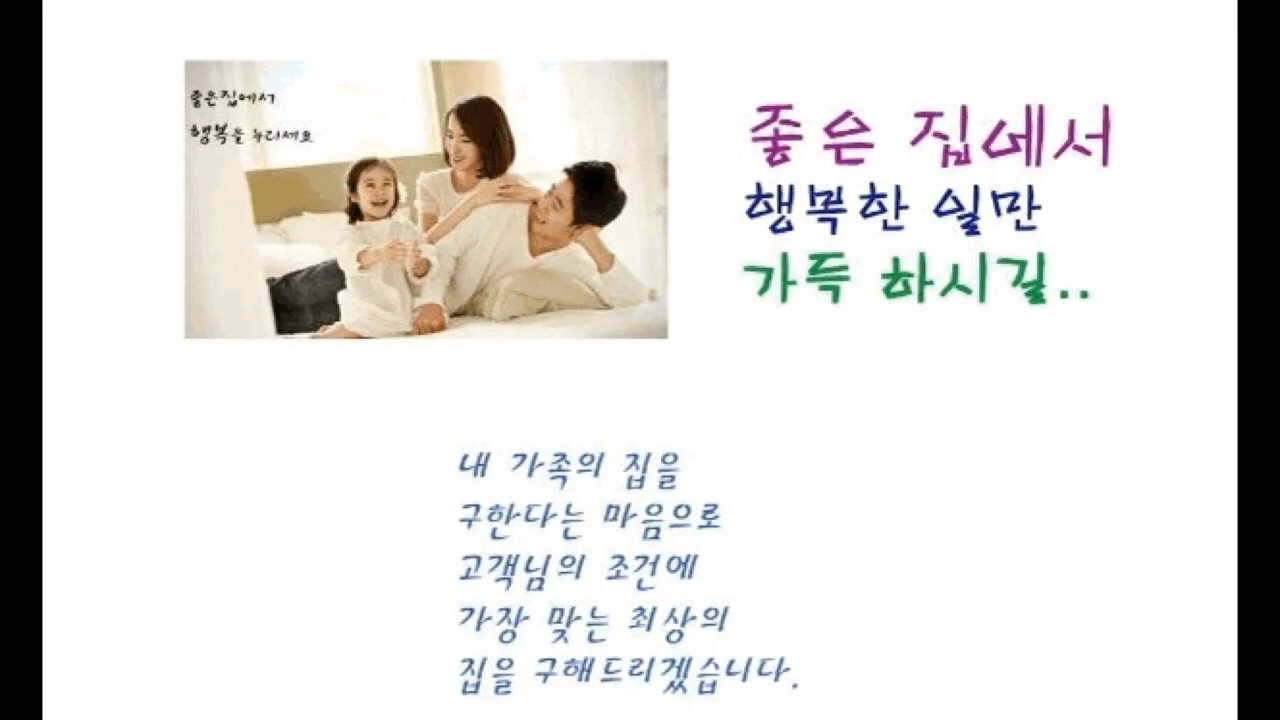 좋은집에서
행복을 누리세요
좋은 집에서
행복한 일만
가득 하시길..
내 가족의 집을
구한다는 마음으로
고객님의 조건에
가장 맞는 최상의
집을 구해드리겠습니다.